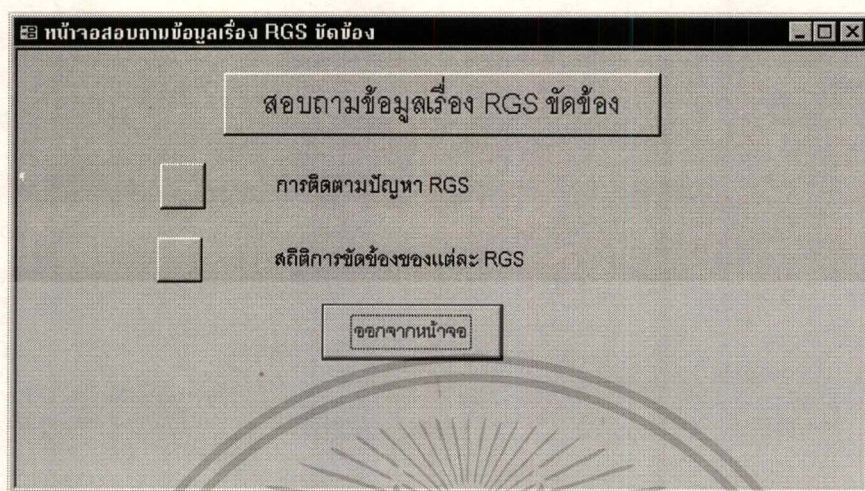 หน้าจอสอบถามข้อมูลเรื่อง RGS ขัดข้อง
สอบถามข้อมูลเรื่อง RGS ขัดข้อง
การติดตามปัญหา RGS
สถิติการขัดข้องของแต่ละ RGS
ออกจากหน้าจอ